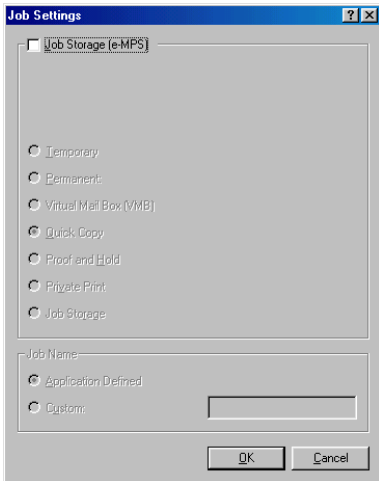 Job Settings
Job Storage (e-MPS)
Temporary
Permanent
Virtual Mail Box (VMB)
Quick Copy
Proof and Hold
Private Print
Job Storage
Job Name
Application Defined
Custom:
OK Cancel